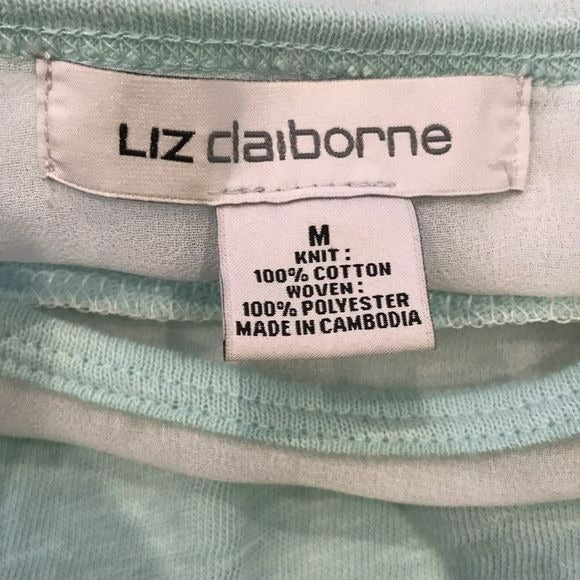 LIZ claiborne
M
KNIT:
100% COTTON
WOVEN:
100% POLYESTER
MADE IN CAMBODIA